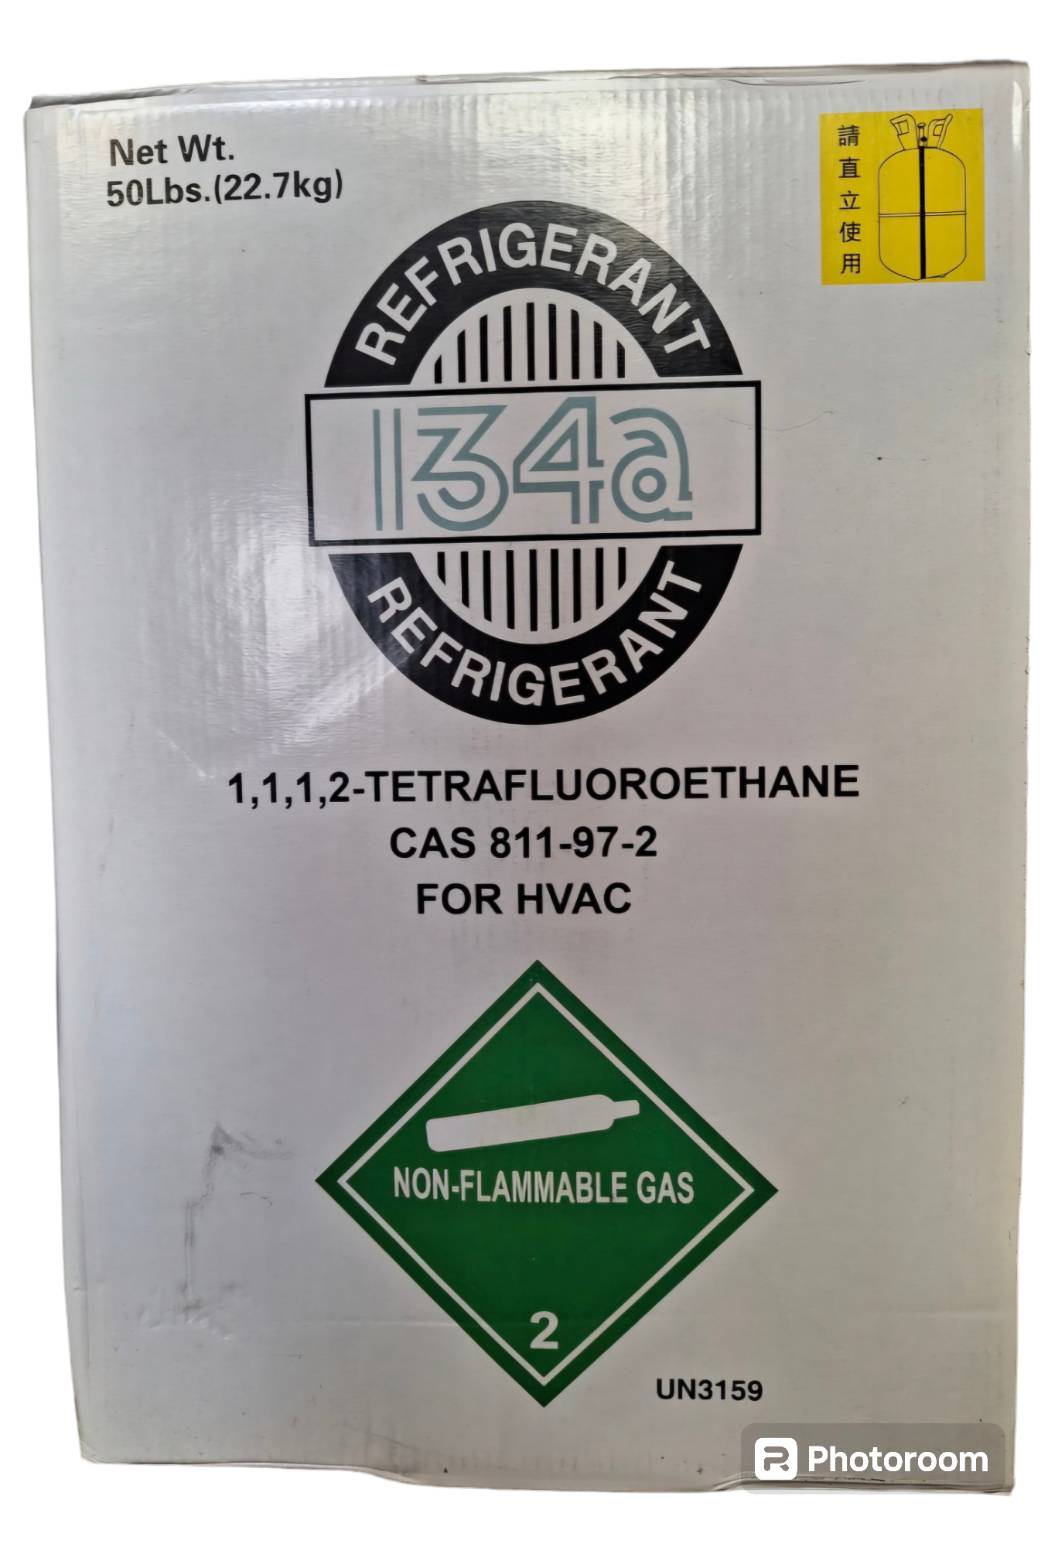 Net Wt.
50Lbs.(22.7kg)
請直立使用
REFRIGERANT
134a
REFRIGERANT
1,1,1,2-TETRAFLUOROETHANE
CAS 811-97-2
FOR HVAC
NON-FLAMMABLE GAS
2
UN3159
Photoroom